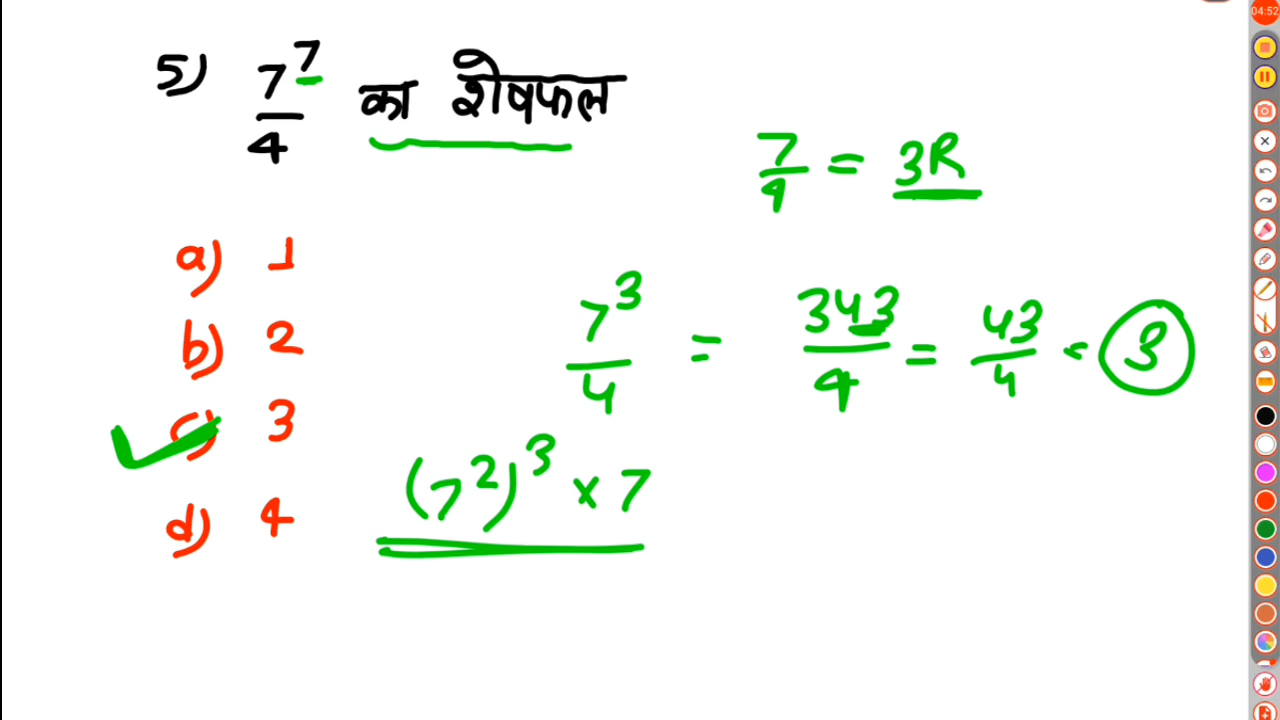 04:52
5) 7^7/4 का शेषफल
7/4 = 3R
a) 1
b) 2
c) 3
d) 4
7^3/4 = 343/4 = 43/4 = 3
(7^2)^3 × 7